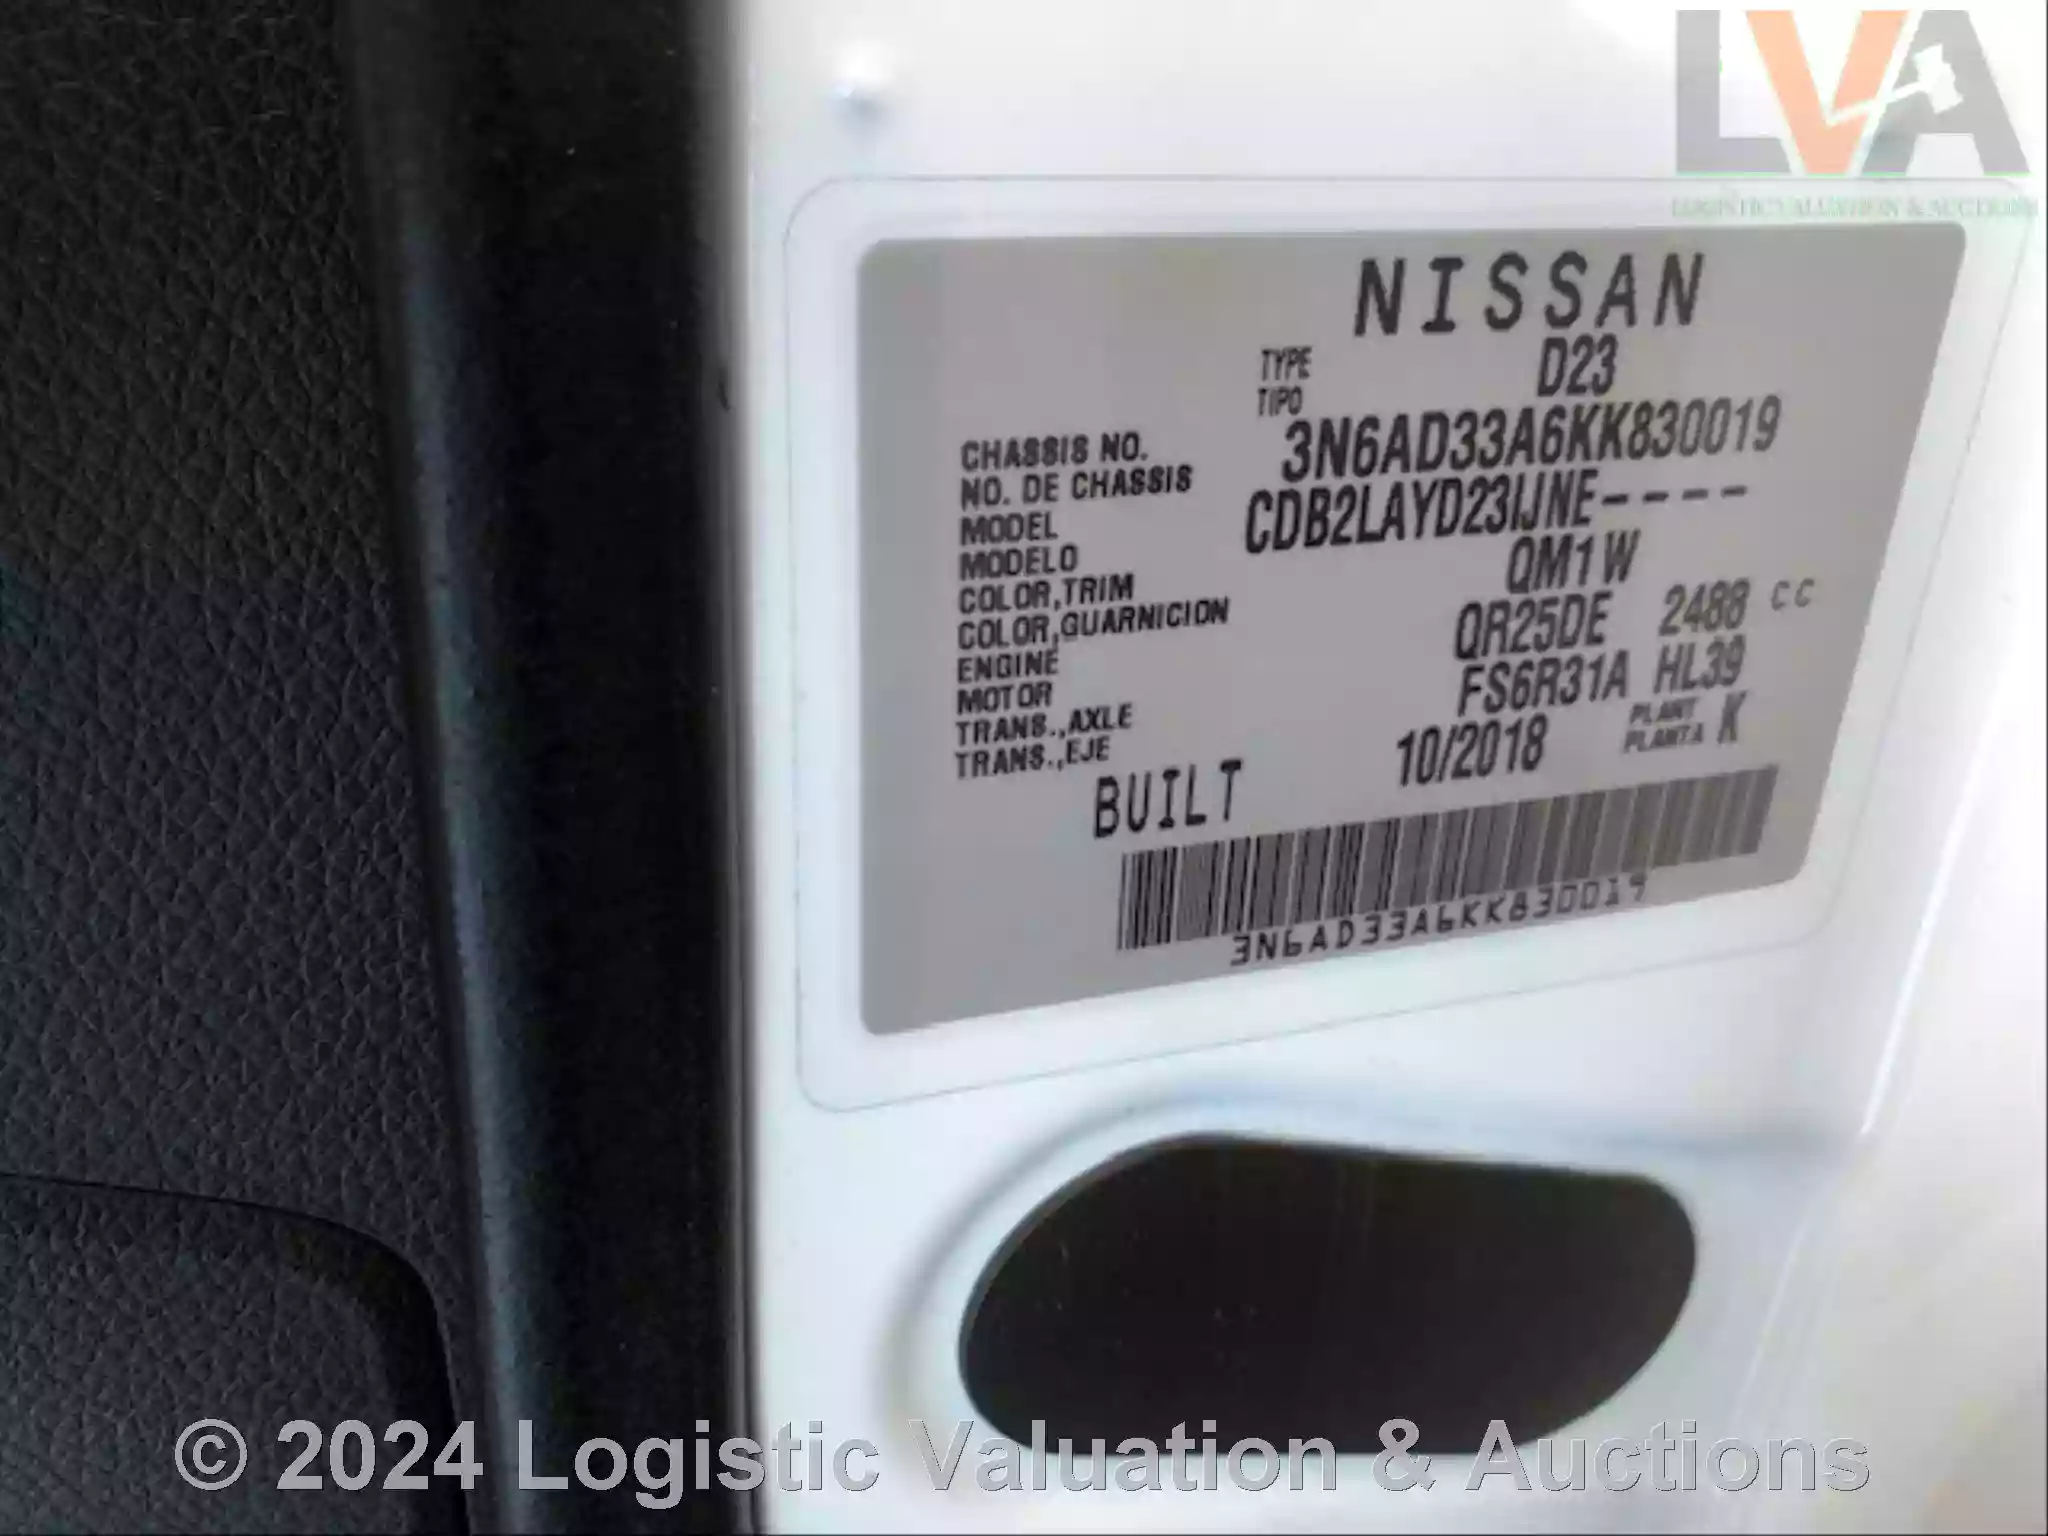 LVA
LOGISTIC VALUATION & AUCTIONS
NISSAN
TYPE D23
TIPO
CHASSIS NO. 3N6AD33A6KK830019
NO. DE CHASSIS
MODEL CDB2LAYD23IJNE----
MODELO
COLOR,TRIM QM1 W
COLOR,GUARNICION
ENGINE QR25DE 2488 CC
MOTOR
TRANS.,AXLE FS6R31A HL39
TRANS.,EJE
BUILT 10/2018 PLANT K
PLANTA
3N6AD33A6KK830019
© 2024 Logistic Valuation & Auctions